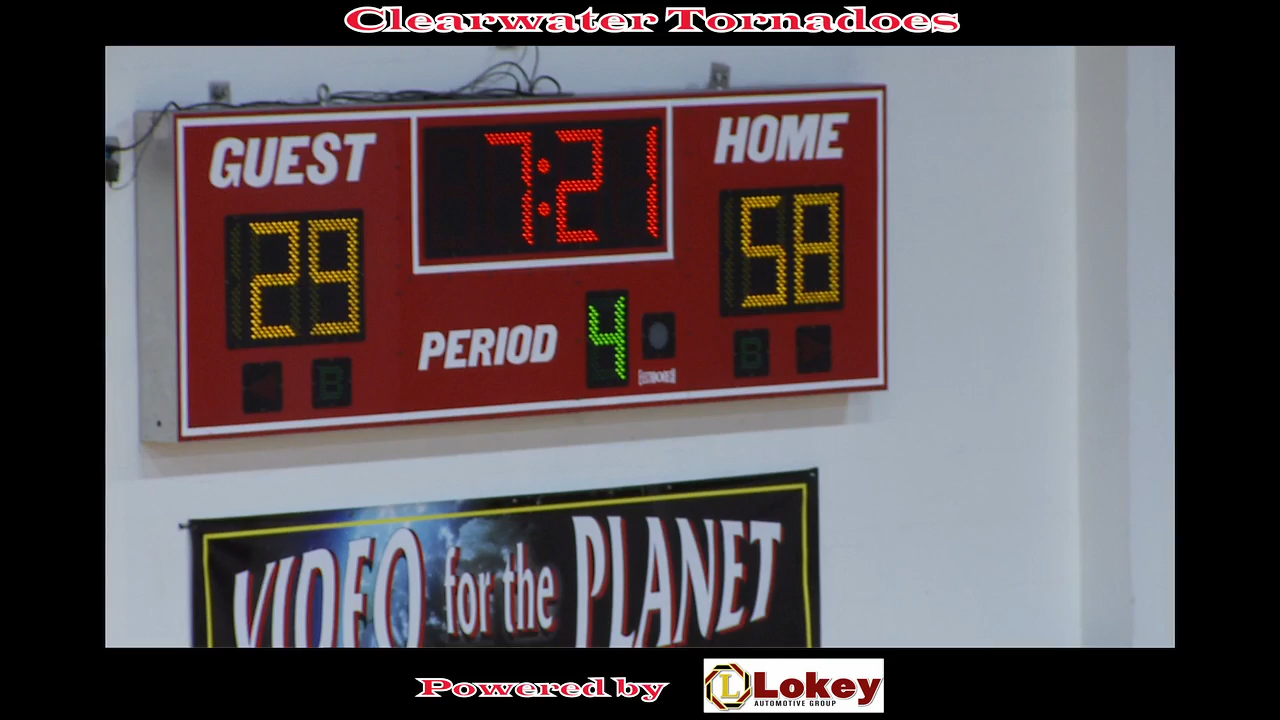 Clearwater Tornadoes
GUEST
7:21
HOME
29
58
PERIOD
4
B
B
VIDEO for the PLANET
Powered by
L
Lokey
AUTOMOTIVE GROUP